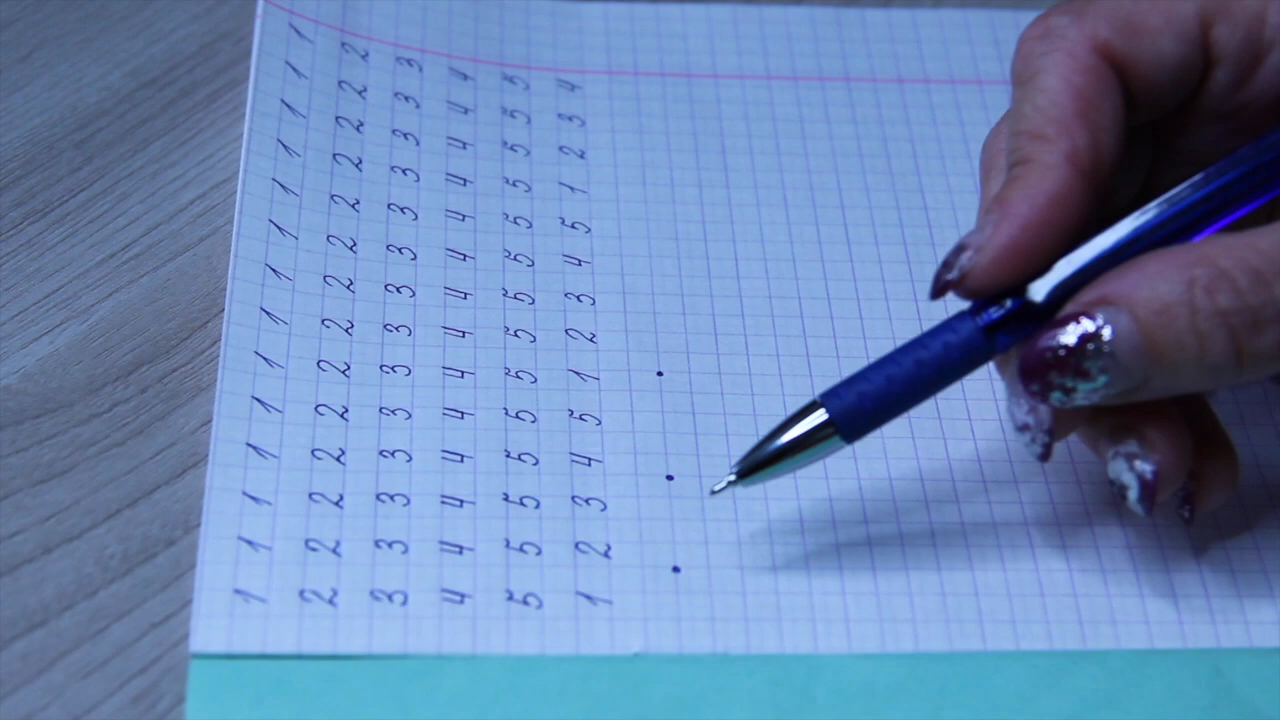 1 1 1 1 1 1 1 1 1 1 1 1 1 1
2 2 2 2 2 2 2 2 2 2 2 2 2 2
3 3 3 3 3 3 3 3 3 3 3 3 3 3
4 4 4 4 4 4 4 4 4 4 4 4 4 4
5 5 5 5 5 5 5 5 5 5 5 5 5 5
1 2 3 4 5 1 2 3 4 5 1 2 3 4